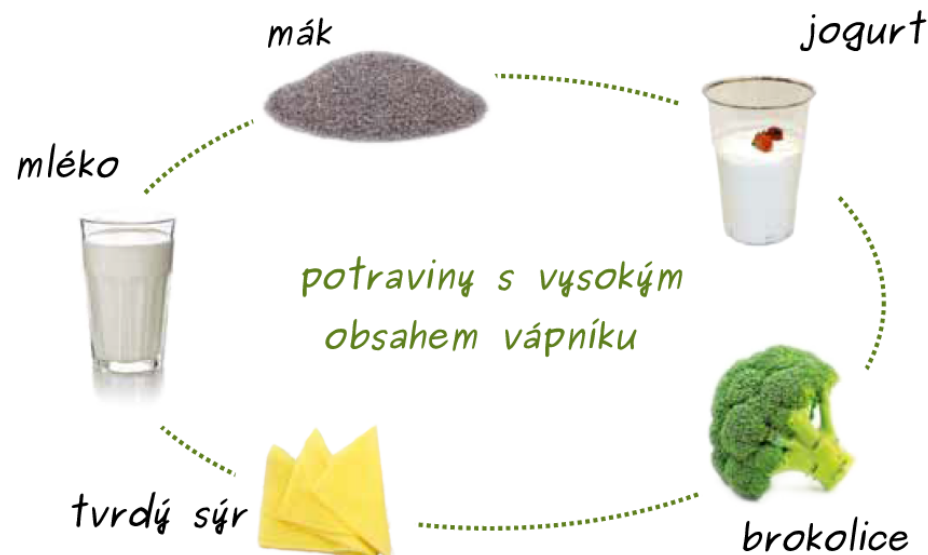 mák
jogurt
mléko
potraviny s vysokým
obsahem vápníku
tvrdý sýr
brokolice